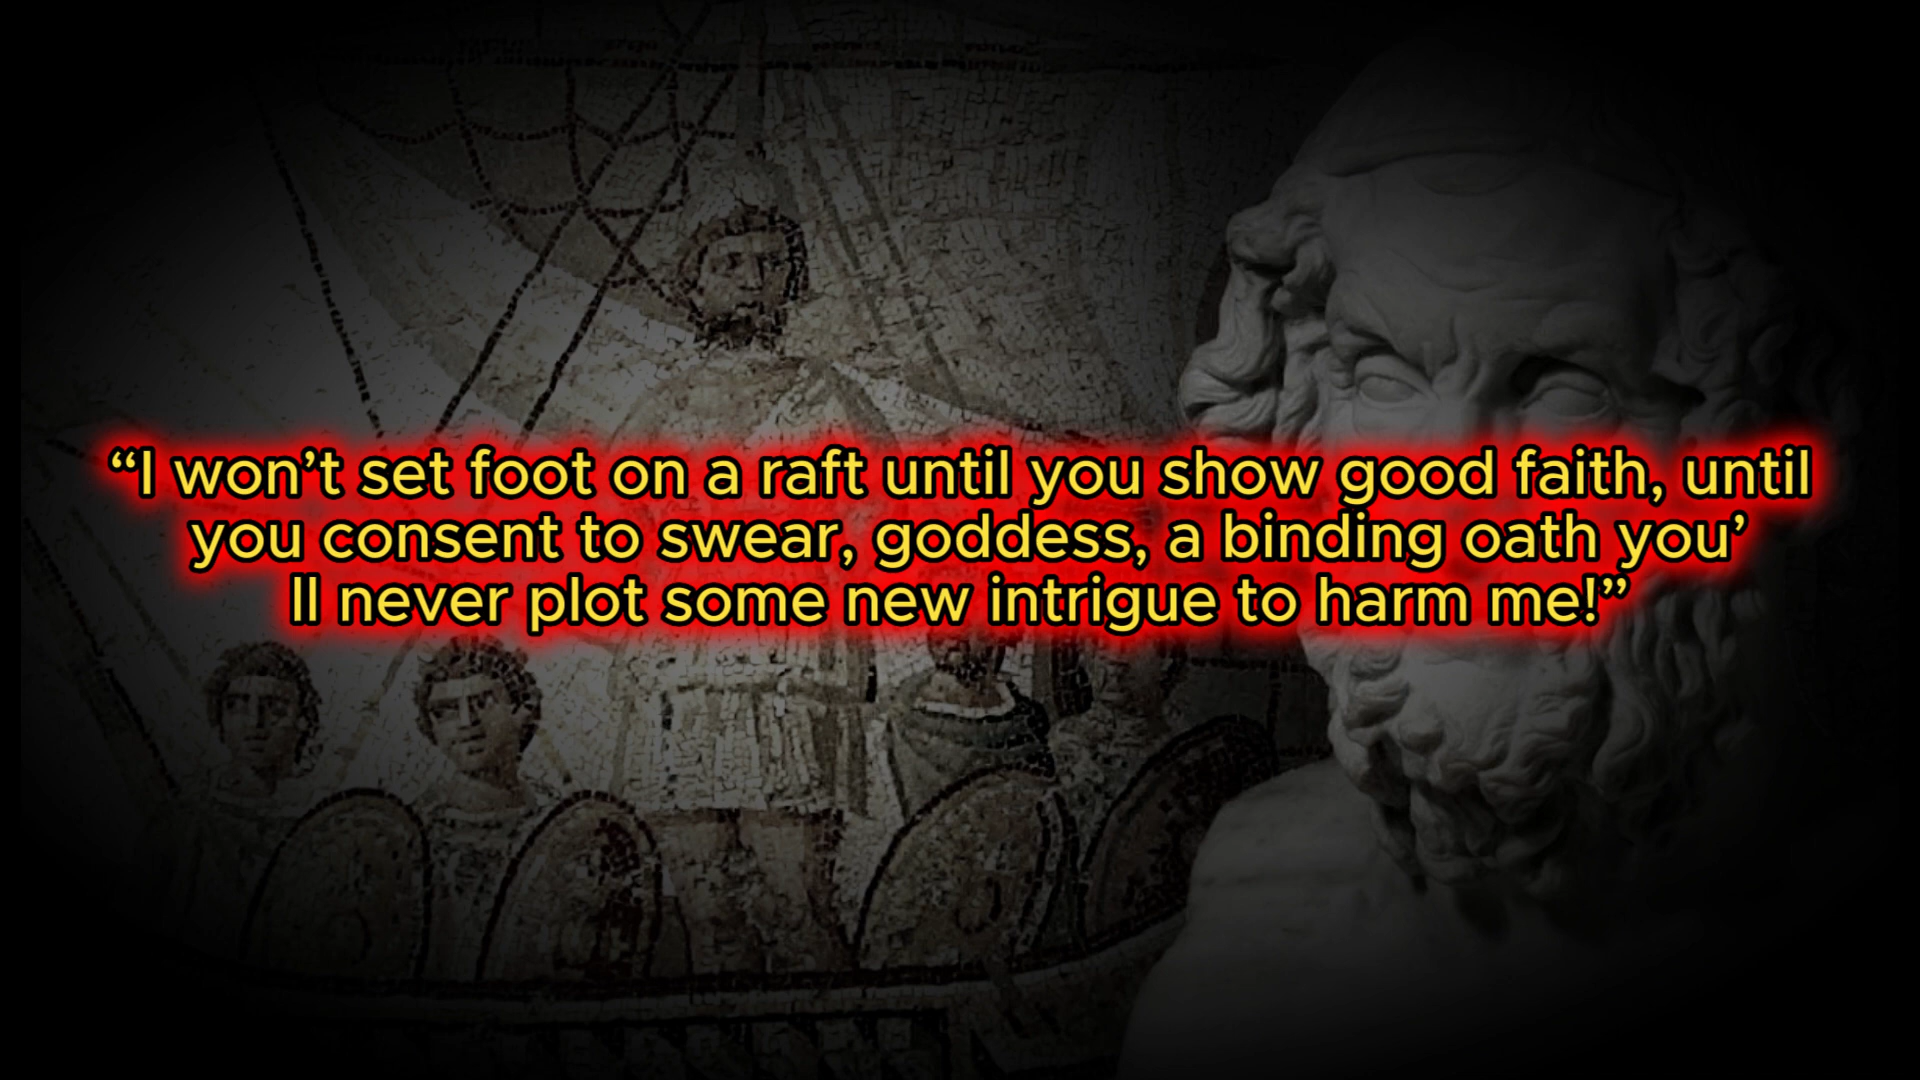 “I won’t set foot on a raft until you show good faith, until
you consent to swear, goddess, a binding oath you’
ll never plot some new intrigue to harm me!”